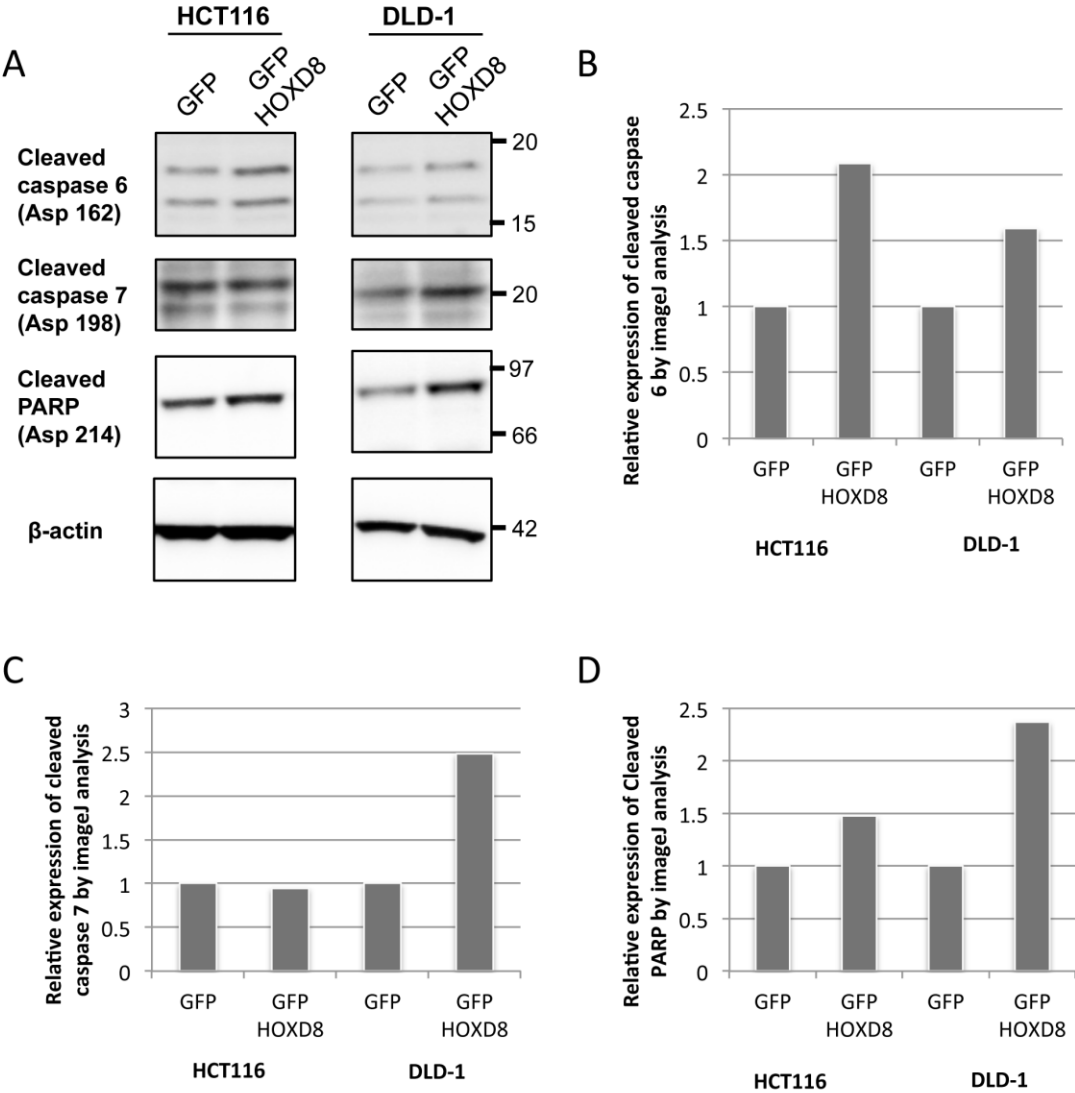 HCT116
DLD-1
A
GFP
GFP
HOXD8
GFP
GFP
HOXD8
Cleaved
caspase 6
(Asp 162)
20
15
Cleaved
caspase 7
(Asp 198)
20
Cleaved
PARP
(Asp 214)
97
66
β-actin
42
B
Relative expression of cleaved caspase
6 by imageJ analysis
2.5
2
1.5
1
0.5
0
GFP
GFP
HOXD8
GFP
GFP
HOXD8
HCT116
DLD-1
C
Relative expression of cleaved
caspase 7 by imageJ analysis
3
2.5
2
1.5
1
0.5
0
GFP
GFP
HOXD8
GFP
GFP
HOXD8
HCT116
DLD-1
D
Relative expression of Cleaved
PARP by imageJ analysis
2.5
2
1.5
1
0.5
0
GFP
GFP
HOXD8
GFP
GFP
HOXD8
HCT116
DLD-1